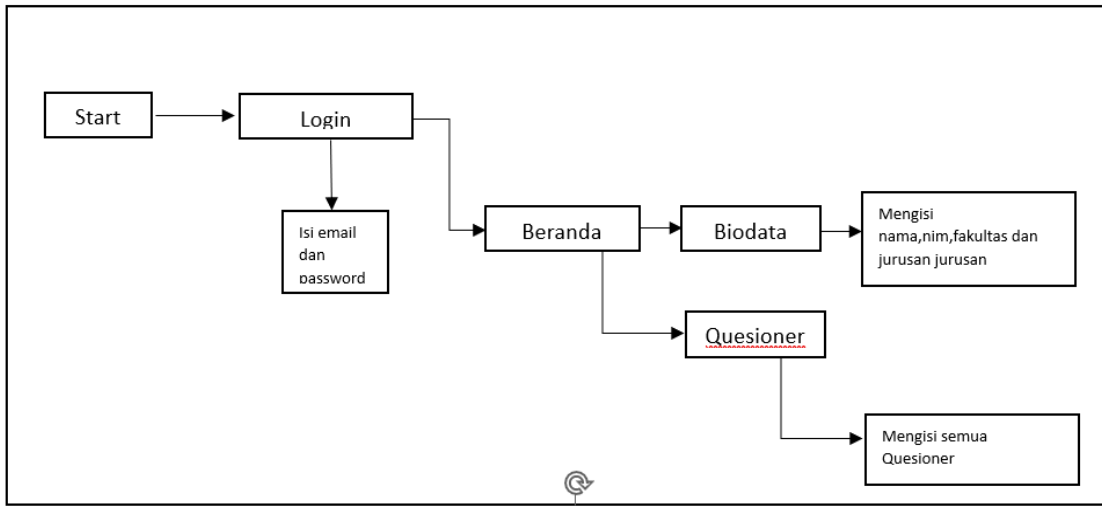 Start
Login
Isi email
dan
password
Beranda
Biodata
Mengisi
nama,nim,fakultas dan
jurusan jurusan
Quesioner
Mengisi semua
Quesioner